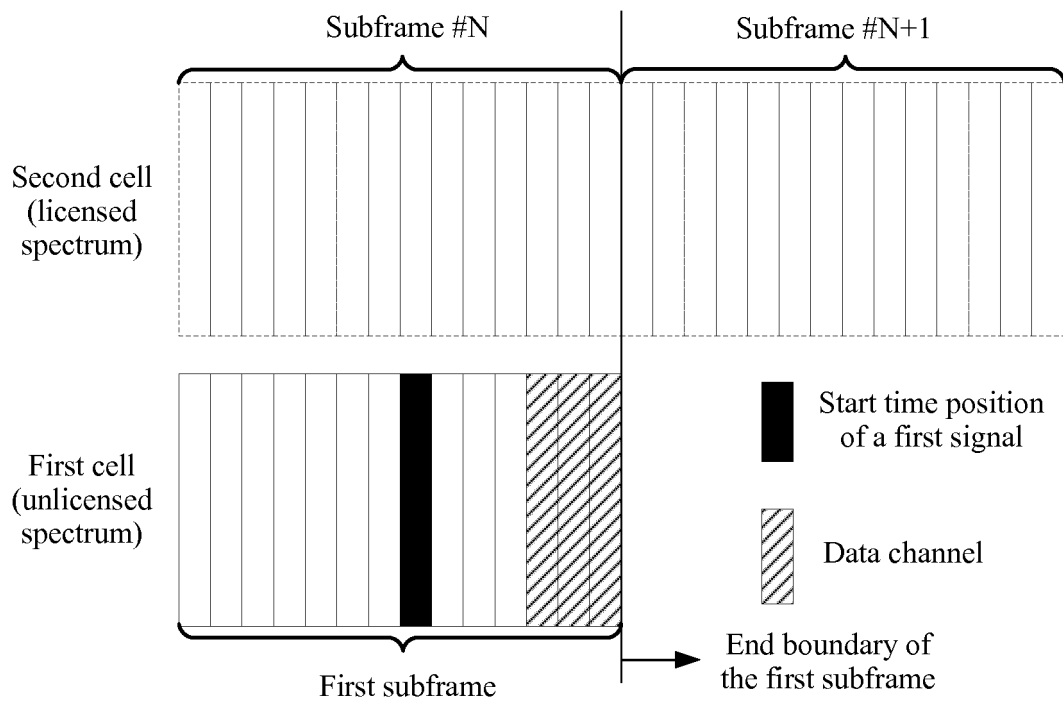 Subframe #N
Subframe #N+1
Second cell
(licensed
spectrum)
First cell
(unlicensed
spectrum)
Start time position
of a first signal
Data channel
First subframe
End boundary of
the first subframe